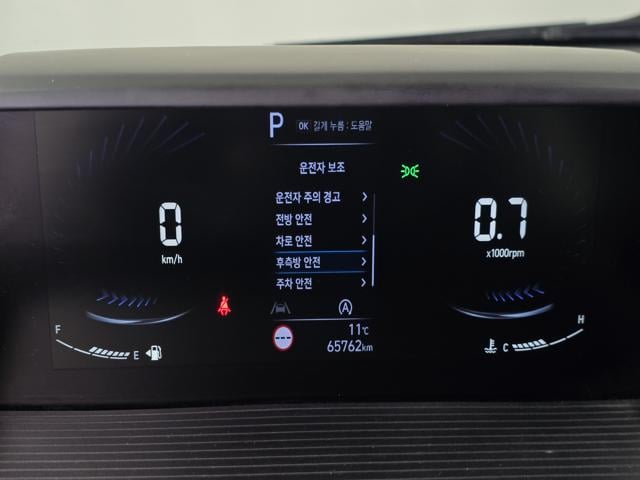 P OK 길게 누름 : 도움말
운전자 보조
운전자 주의 경고
전방 안전
차로 안전
후측방 안전
주차 안전
0
km/h
0.7
x1000rpm
A
F
E
11℃
65762km
H
C